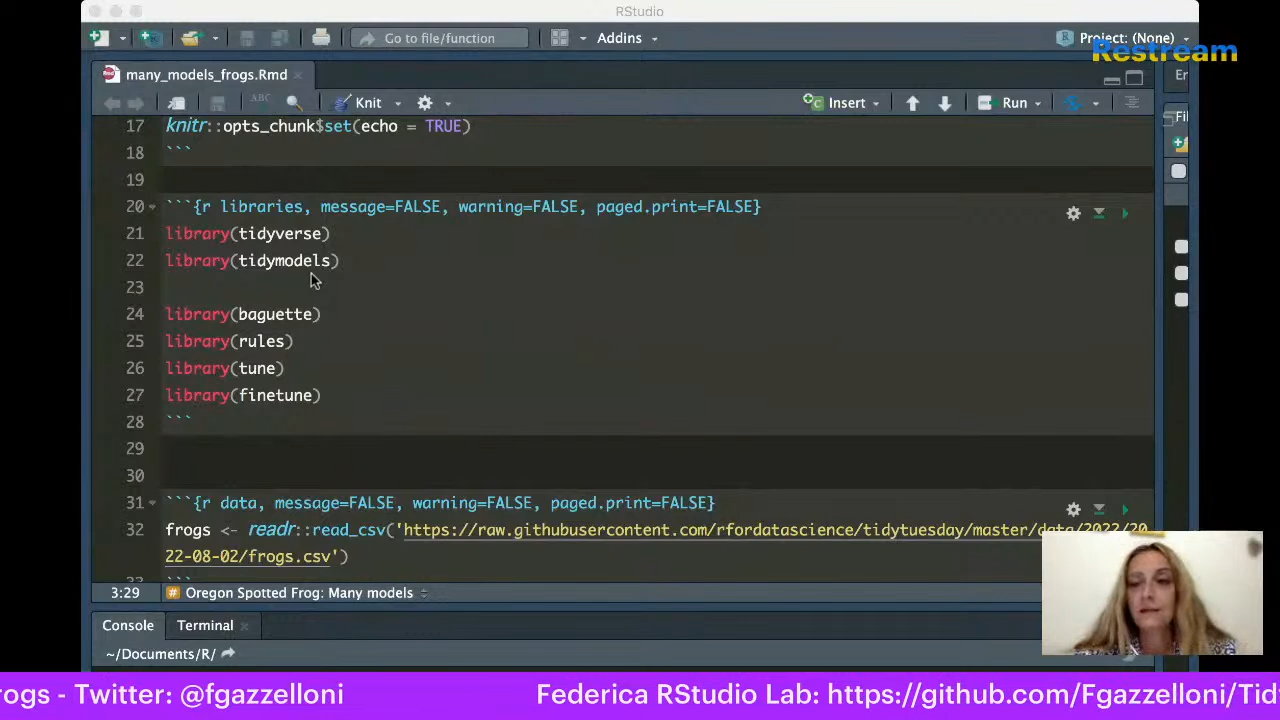 RStudio
Go to file/function
Addins
Project: (None)
Restream
many_models_frogs.Rmd
ABC
Knit
Insert
Run
17 knitr::opts_chunk$set(echo = TRUE)
18 ```
19
20 ```{r libraries, message=FALSE, warning=FALSE, paged.print=FALSE}
21 library(tidyverse)
22 library(tidymodels)
23
24 library(baguette)
25 library(rules)
26 library(tune)
27 library(finetune)
28 ```
29
30
31 ```{r data, message=FALSE, warning=FALSE, paged.print=FALSE}
32 frogs <- readr::read_csv('https://raw.githubusercontent.com/rfordatascience/tidytuesday/master/data/2022/20
22-08-02/frogs.csv')
33 ```
3:29 Oregon Spotted Frog: Many models
Console Terminal
~/Documents/R/
rogs - Twitter: @fgazzelloni Federica RStudio Lab: https://github.com/Fgazzelloni/Tid